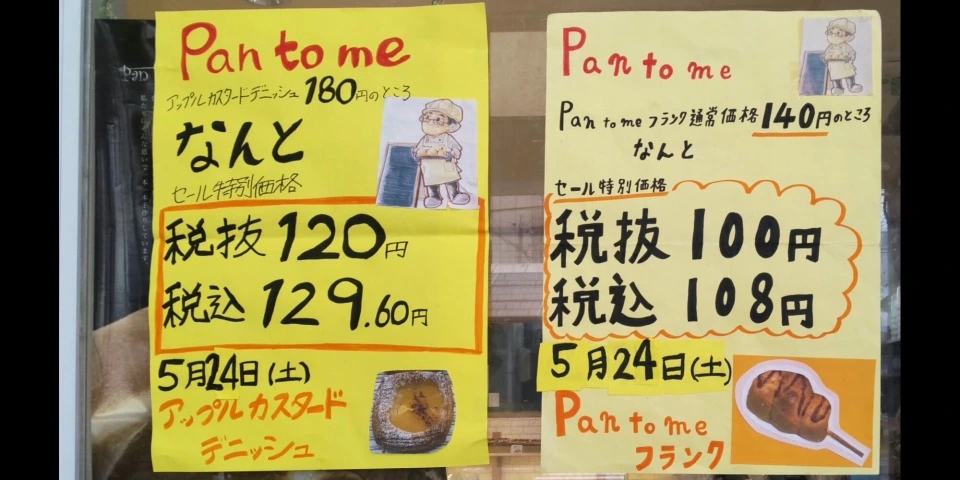 Pan to me
アップルカスタードデニッシュ 180円のところ
なんと
セール特別価格
税抜 120円
税込 129.60円
5月24日(土)
アップルカスタード
デニッシュ
Pan to me
Pan to me フランク通常価格 140円のところ
なんと
セール特別価格
税抜 100円
税込 108円
5月24日(土)
Pan to me
フランク